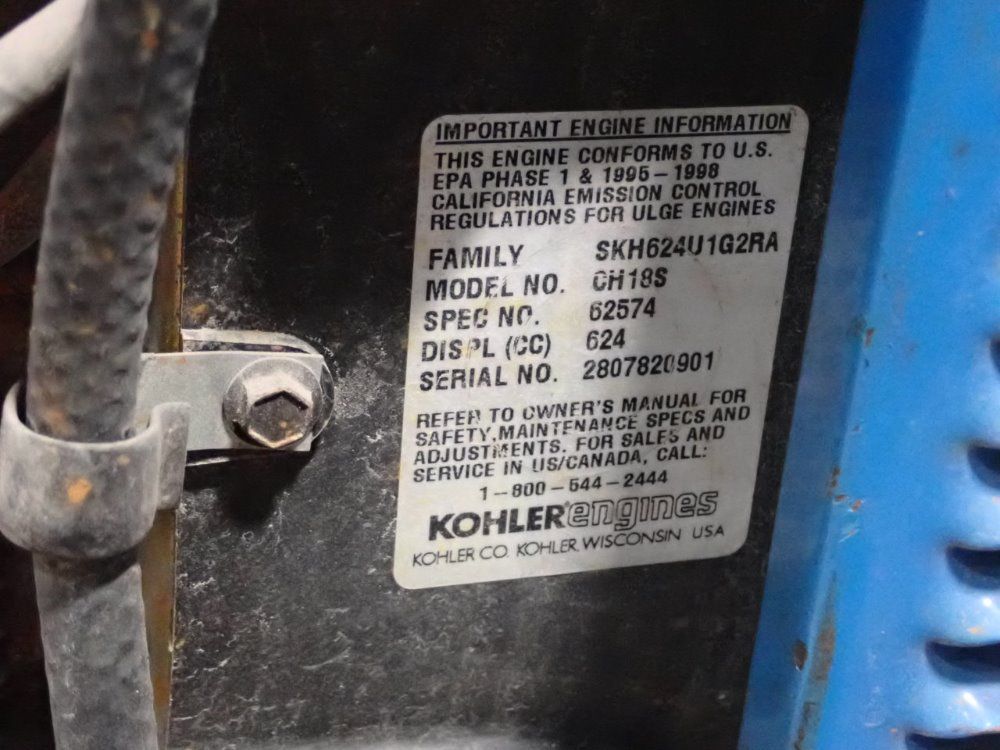 IMPORTANT ENGINE INFORMATION
THIS ENGINE CONFORMS TO U.S.
EPA PHASE 1 & 1995-1998
CALIFORNIA EMISSION CONTROL
REGULATIONS FOR ULGE ENGINES
FAMILY SKH624U1G2RA
MODEL NO. CH18S
SPEC NO. 62574
DISPL (CC) 624
SERIAL NO. 2807820901
REFER TO OWNER'S MANUAL FOR
SAFETY, MAINTENANCE SPECS AND
ADJUSTMENTS. FOR SALES AND
SERVICE IN US/CANADA, CALL:
1-800-544-2444
KOHLER engines
KOHLER CO. KOHLER, WISCONSIN USA